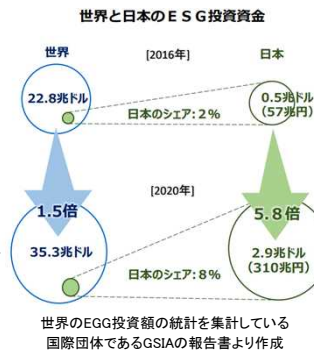 世界と日本のＥＳＧ投資資金
世界
[2016年]
日本
22.8兆ドル
0.5兆ドル
(57兆円)
日本のシェア：2％
[2020年]
1.5倍
5.8倍
35.3兆ドル
2.9兆ドル
(310兆円)
日本のシェア：8％
世界のEGG投資額の統計を集計している
国際団体であるGSIAの報告書より作成